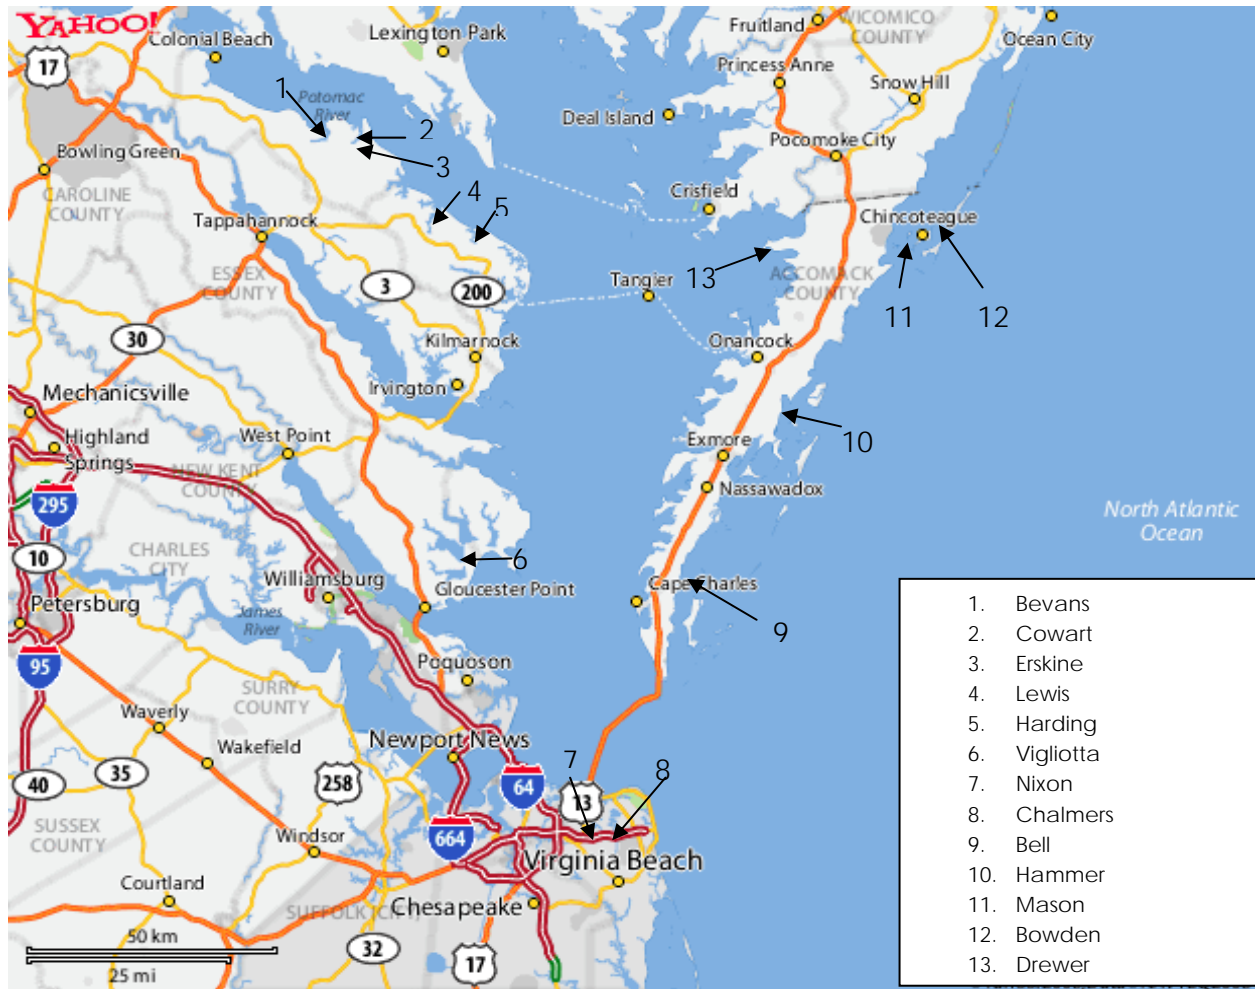 YAHOO!
17
Colonial Beach
Lexington Park
Fruitland
WICOMICO
COUNTY
Ocean City
Princess Anne
Snow Hill
1
Potomac
River
2
Deal Island
Pocomoke City
Bowling Green
3
CAROLINE
COUNTY
4
5
Crisfield
Chincoteague
Tappahannock
ESSEX
COUNTY
3
200
Tangier
13
ACCOMACK
COUNTY
11
12
30
Kilmarnock
Onancock
Irvington
Mechanicsville
Highland
Springs
West Point
NEW KENT
COUNTY
Exmore
10
Nassawadox
295
10
CHARLES
CITY
North Atlantic
Ocean
6
Williamsburg
Gloucester Point
Cape Charles
Petersburg
James
River
9
95
Poquoson
SURRY
COUNTY
Waverly
Wakefield
Newport News
7
8
40
35
258
64
13
SUSSEX
COUNTY
Windsor
664
Virginia Beach
Courtland
SUFFOLK (CITY)
Chesapeake
50 km
25 mi
32
17
1. Bevans
2. Cowart
3. Erskine
4. Lewis
5. Harding
6. Vigliotta
7. Nixon
8. Chalmers
9. Bell
10. Hammer
11. Mason
12. Bowden
13. Drewer